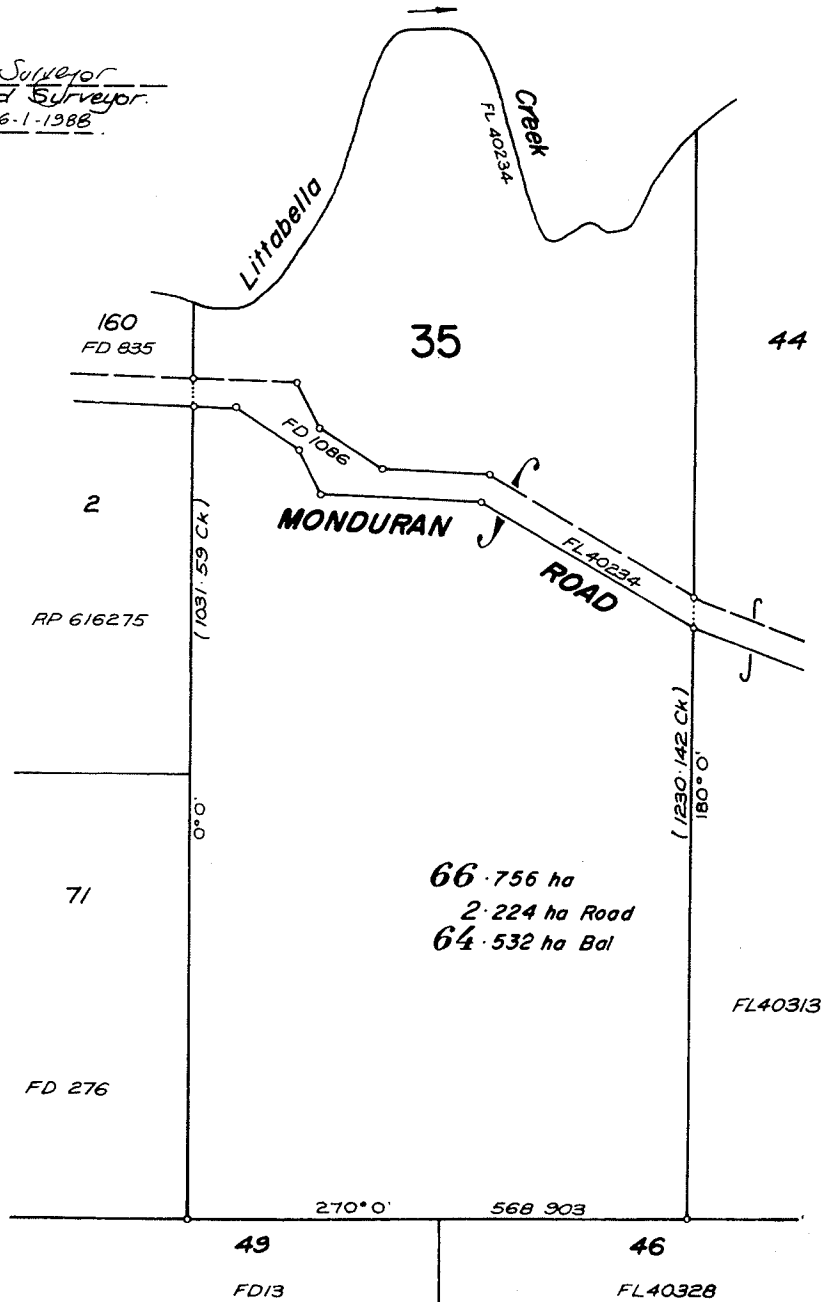 Surveyor
d Surveyor.
6-1-1988
Creek
FL 40234
Littabella
160
FD 835
35
44
FD 1086
2
MONDURAN
ROAD
FL40234
(1031·59 Ck)
RP 616275
(1230·142 Ck)
180°0'
0°0'
66·756 ha
2·224 ha Road
64·532 ha Bal
71
FL40313
FD 276
270°0'
568 903
49
46
FD13
FL40328